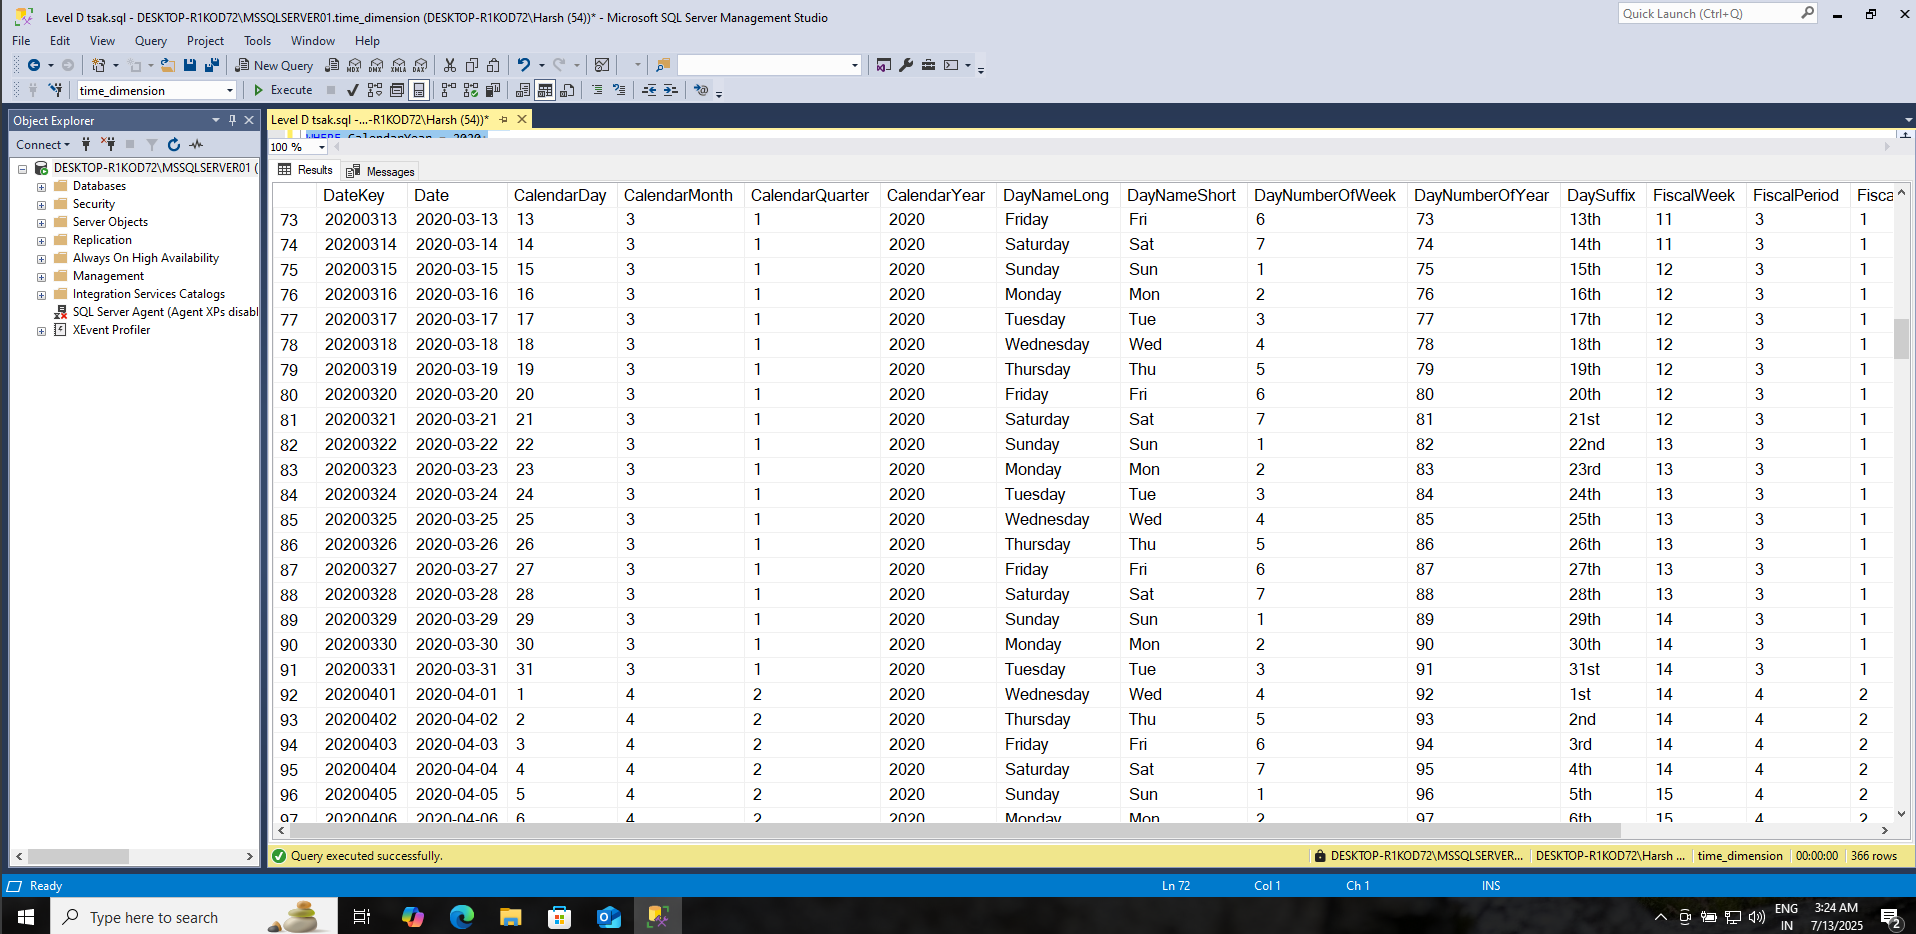 Level D tsak.sql - DESKTOP-R1KOD72\MSSQLSERVER01.time_dimension (DESKTOP-R1KOD72\Harsh (54))* - Microsoft SQL Server Management Studio
Quick Launch (Ctrl+Q)
File Edit View Query Project Tools Window Help
New Query MDX DMX XMLA DAX
time_dimension Execute
Object Explorer
Level D tsak.sql -...-R1KOD72\Harsh (54))*
WHERE CalendarYear = 2020;
Connect
100 %
DESKTOP-R1KOD72\MSSQLSERVER01 (
Databases
Security
Server Objects
Replication
Always On High Availability
Management
Integration Services Catalogs
SQL Server Agent (Agent XPs disabl
XEvent Profiler
Results Messages
DateKey Date CalendarDay CalendarMonth CalendarQuarter CalendarYear DayNameLong DayNameShort DayNumberOfWeek DayNumberOfYear DaySuffix FiscalWeek FiscalPeriod Fisca
73 20200313 2020-03-13 13 3 1 2020 Friday Fri 6 73 13th 11 3 1
74 20200314 2020-03-14 14 3 1 2020 Saturday Sat 7 74 14th 11 3 1
75 20200315 2020-03-15 15 3 1 2020 Sunday Sun 1 75 15th 12 3 1
76 20200316 2020-03-16 16 3 1 2020 Monday Mon 2 76 16th 12 3 1
77 20200317 2020-03-17 17 3 1 2020 Tuesday Tue 3 77 17th 12 3 1
78 20200318 2020-03-18 18 3 1 2020 Wednesday Wed 4 78 18th 12 3 1
79 20200319 2020-03-19 19 3 1 2020 Thursday Thu 5 79 19th 12 3 1
80 20200320 2020-03-20 20 3 1 2020 Friday Fri 6 80 20th 12 3 1
81 20200321 2020-03-21 21 3 1 2020 Saturday Sat 7 81 21st 12 3 1
82 20200322 2020-03-22 22 3 1 2020 Sunday Sun 1 82 22nd 13 3 1
83 20200323 2020-03-23 23 3 1 2020 Monday Mon 2 83 23rd 13 3 1
84 20200324 2020-03-24 24 3 1 2020 Tuesday Tue 3 84 24th 13 3 1
85 20200325 2020-03-25 25 3 1 2020 Wednesday Wed 4 85 25th 13 3 1
86 20200326 2020-03-26 26 3 1 2020 Thursday Thu 5 86 26th 13 3 1
87 20200327 2020-03-27 27 3 1 2020 Friday Fri 6 87 27th 13 3 1
88 20200328 2020-03-28 28 3 1 2020 Saturday Sat 7 88 28th 13 3 1
89 20200329 2020-03-29 29 3 1 2020 Sunday Sun 1 89 29th 14 3 1
90 20200330 2020-03-30 30 3 1 2020 Monday Mon 2 90 30th 14 3 1
91 20200331 2020-03-31 31 3 1 2020 Tuesday Tue 3 91 31st 14 3 1
92 20200401 2020-04-01 1 4 2 2020 Wednesday Wed 4 92 1st 14 4 2
93 20200402 2020-04-02 2 4 2 2020 Thursday Thu 5 93 2nd 14 4 2
94 20200403 2020-04-03 3 4 2 2020 Friday Fri 6 94 3rd 14 4 2
95 20200404 2020-04-04 4 4 2 2020 Saturday Sat 7 95 4th 14 4 2
96 20200405 2020-04-05 5 4 2 2020 Sunday Sun 1 96 5th 15 4 2
97 20200406 2020-04-06 6 4 2 2020 Monday Mon 2 97 6th 15 4 2
Query executed successfully. DESKTOP-R1KOD72\MSSQLSERVER... DESKTOP-R1KOD72\Harsh ... time_dimension 00:00:00 366 rows
Ready Ln 72 Col 1 Ch 1 INS
Type here to search
ENG
IN
3:24 AM
7/13/2025
2